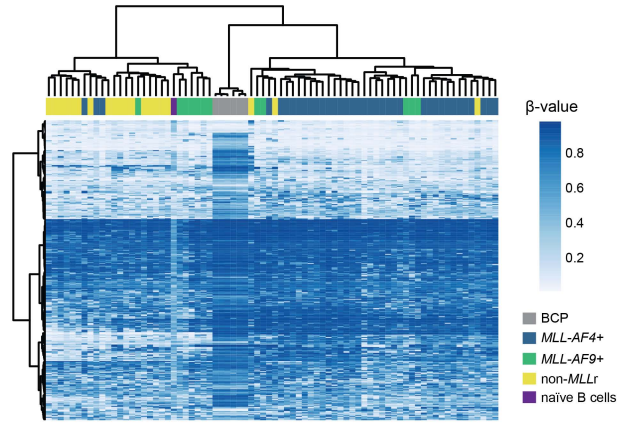 β-value
0.8
0.6
0.4
0.2
BCP
MLL-AF4+
MLL-AF9+
non-MLLr
naïve B cells